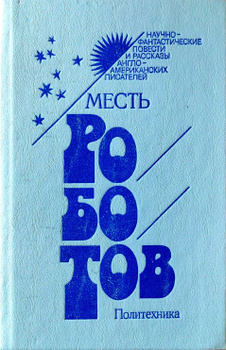 НАУЧНО-
ФАНТАСТИЧЕСКИЕ
ПОВЕСТИ
И РАССКАЗЫ
АНГЛО-
АМЕРИКАНСКИХ
ПИСАТЕЛЕЙ
МЕСТЬ
РО/
БО/
ТОВ
Политехника